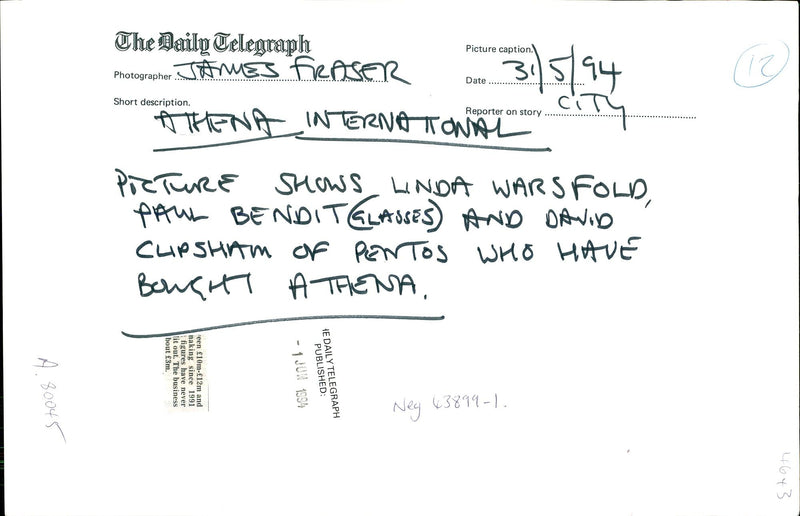 The Daily Telegraph
Picture caption.
12
Photographer JAMES FRASER
Date 31/5/94
Short description.
Reporter on story CITY
ATHENA INTERNATIONAL
PICTURE SHOWS LINDA WARSFOLD,
PAUL BENDIT (GLASSES) AND DAVID
CLIPSHAM OF PENTOS WHO HAVE
BOUGHT ATHENA.
een £10m-£12m and
making since 1991
figures have never
it out. The business
bout £3m.
IE DAILY TELEGRAPH
PUBLISHED:
- 1 JUN 1994
A. 80045
Neg 43899-1.
4643